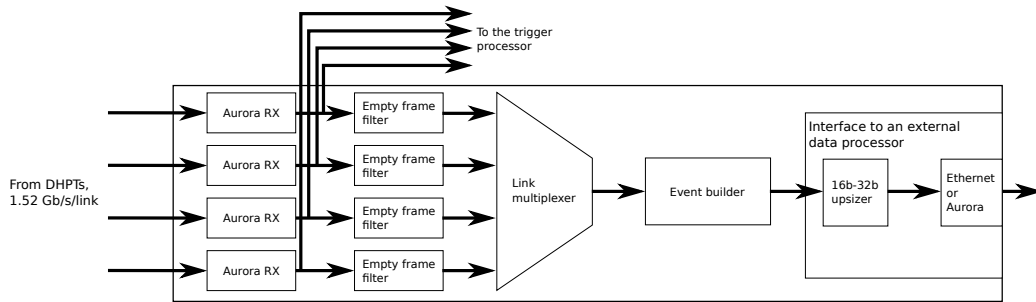 To the trigger
processor
From DHPTs,
1.52 Gb/s/link
Aurora RX
Aurora RX
Aurora RX
Aurora RX
Empty frame
filter
Empty frame
filter
Empty frame
filter
Empty frame
filter
Link
multiplexer
Event builder
Interface to an external
data processor
16b-32b
upsizer
Ethernet
or
Aurora